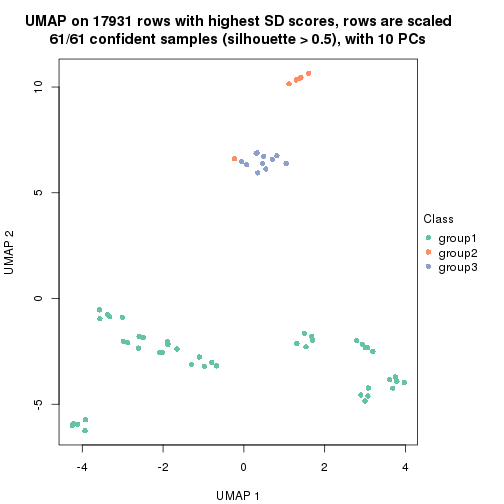 UMAP on 17931 rows with highest SD scores, rows are scaled
61/61 confident samples (silhouette > 0.5), with 10 PCs
10
5
0
-5
UMAP 2
-4
-2
0
2
4
UMAP 1
Class
group1
group2
group3